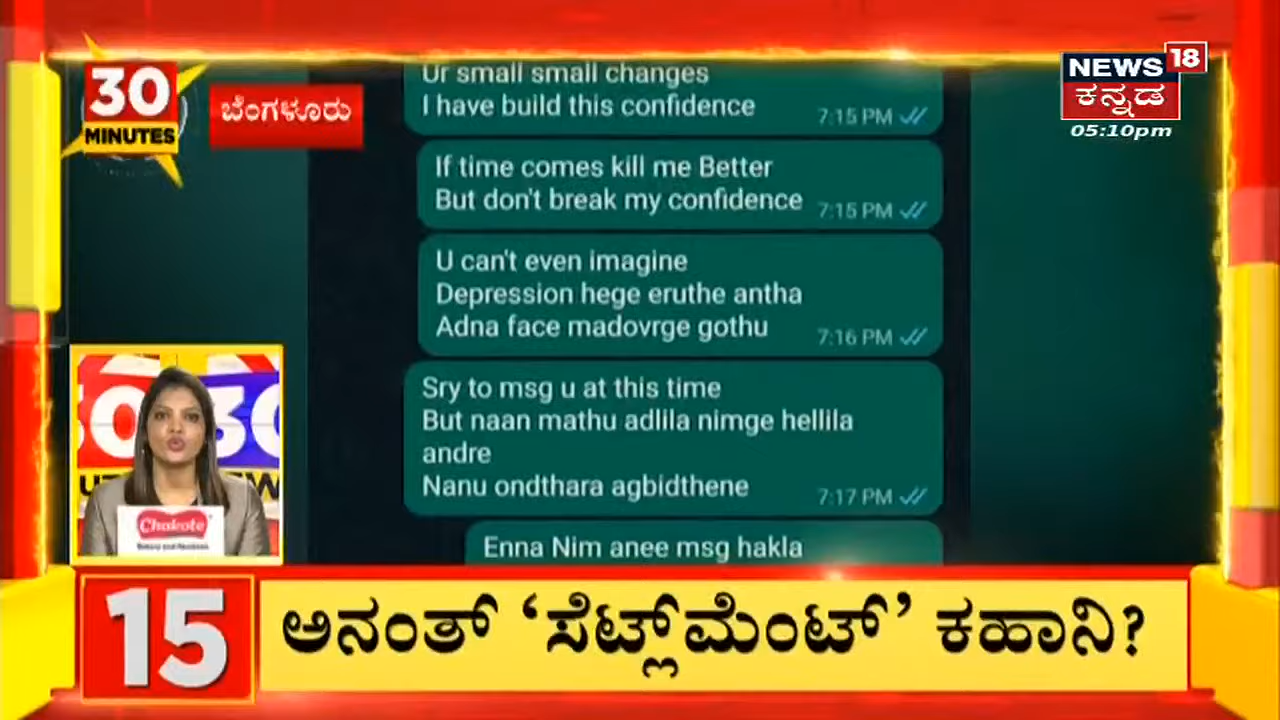 30
MINUTES
ಬೆಂಗಳೂರು
NEWS 18
ಕನ್ನಡ
05:10pm
Ur small small changes
I have build this confidence
7:15 PM
If time comes kill me Better
But don't break my confidence
7:15 PM
U can't even imagine
Depression hege eruthe antha
Adna face madovrge gothu
7:16 PM
Sry to msg u at this time
But naan mathu adlila nimge hellila
andre
Nanu ondthara agbidthene
7:17 PM
Enna Nim anee msg hakla
Chakote
15
ಅನಂತ್ ‘ಸೆಟ್ಲ್‌ಮೆಂಟ್’ ಕಹಾನಿ?